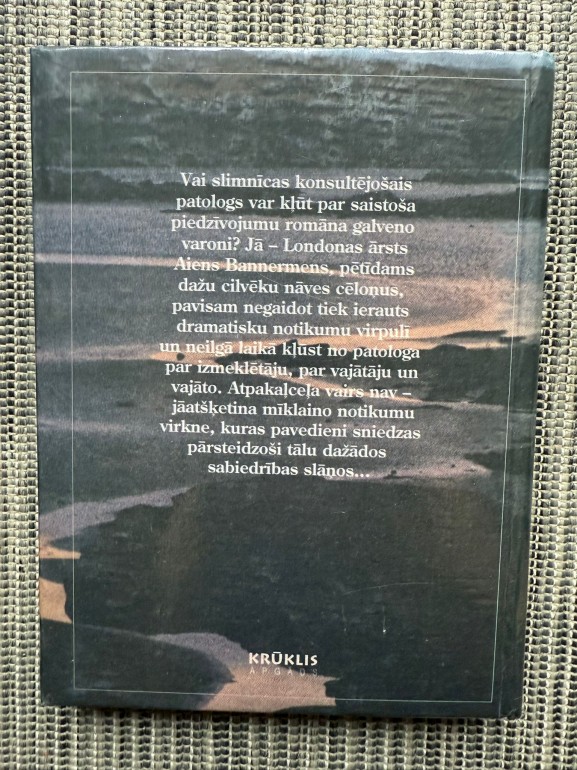 Vai slimnīcas konsultējošais
patologs var kļūt par saistoša
piedzīvojumu romāna galveno
varoni? Jā – Londonas ārsts
Aiens Bannermens, pētīdams
dažu cilvēku nāves cēloņus,
pavisam negaidot tiek ierauts
dramatisku notikumu virpulī
un neilgā laikā kļūst no patologa
par izmeklētāju, par vajātāju un
vajāto. Atpakaļceļa vairs nav –
jāatšķetina mīklaino notikumu
virkne, kuras pavedieni sniedzas
pārsteidzoši tālu dažādos
sabiedrības slāņos...
KRŪKLIS
APGĀDS